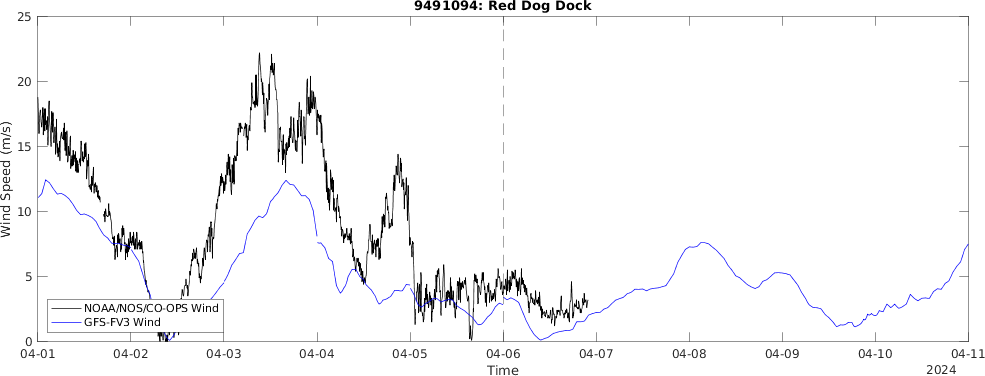 9491094: Red Dog Dock
Wind Speed (m/s)
25
20
15
10
5
0
NOAA/NOS/CO-OPS Wind
GFS-FV3 Wind
04-01 04-02 04-03 04-04 04-05 04-06 04-07 04-08 04-09 04-10 04-11
Time
2024